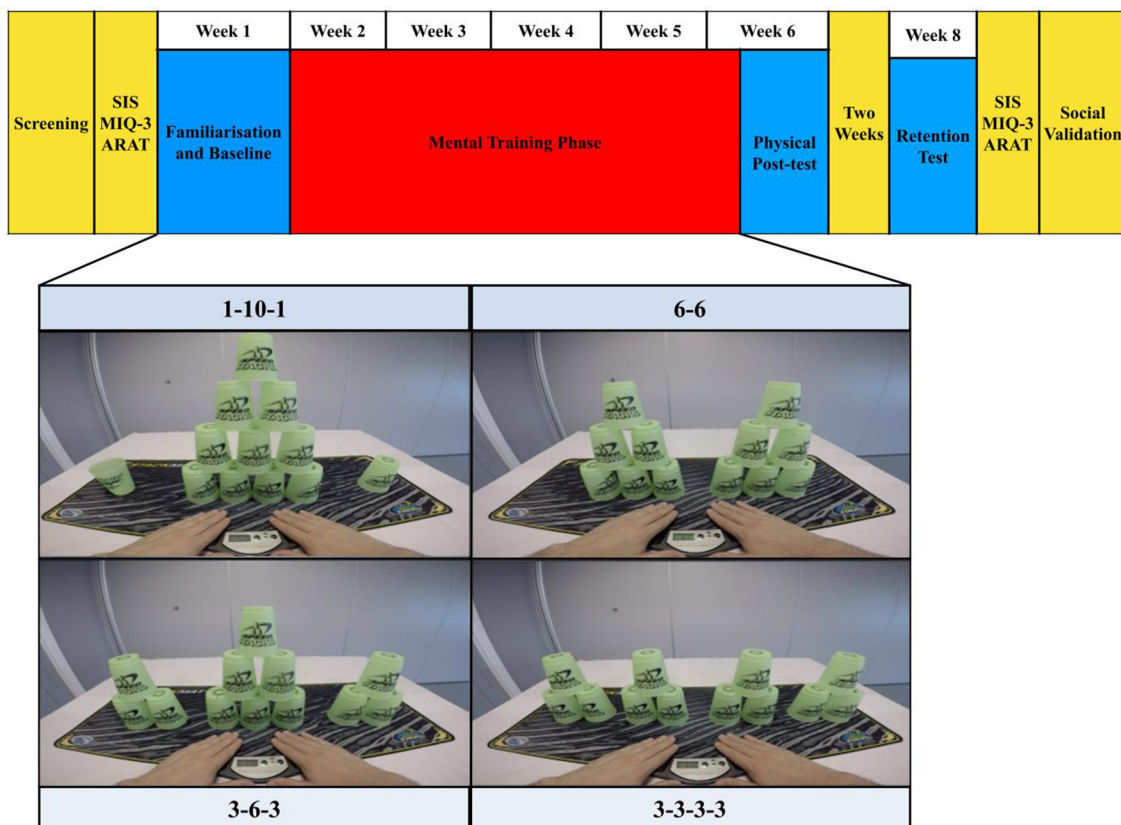 Week 1
Week 2
Week 3
Week 4
Week 5
Week 6
Week 8
Screening
SIS
MIQ-3
ARAT
Familiarisation
and Baseline
Mental Training Phase
Physical
Post-test
Two
Weeks
Retention
Test
SIS
MIQ-3
ARAT
Social
Validation
1-10-1
6-6
3-6-3
3-3-3-3